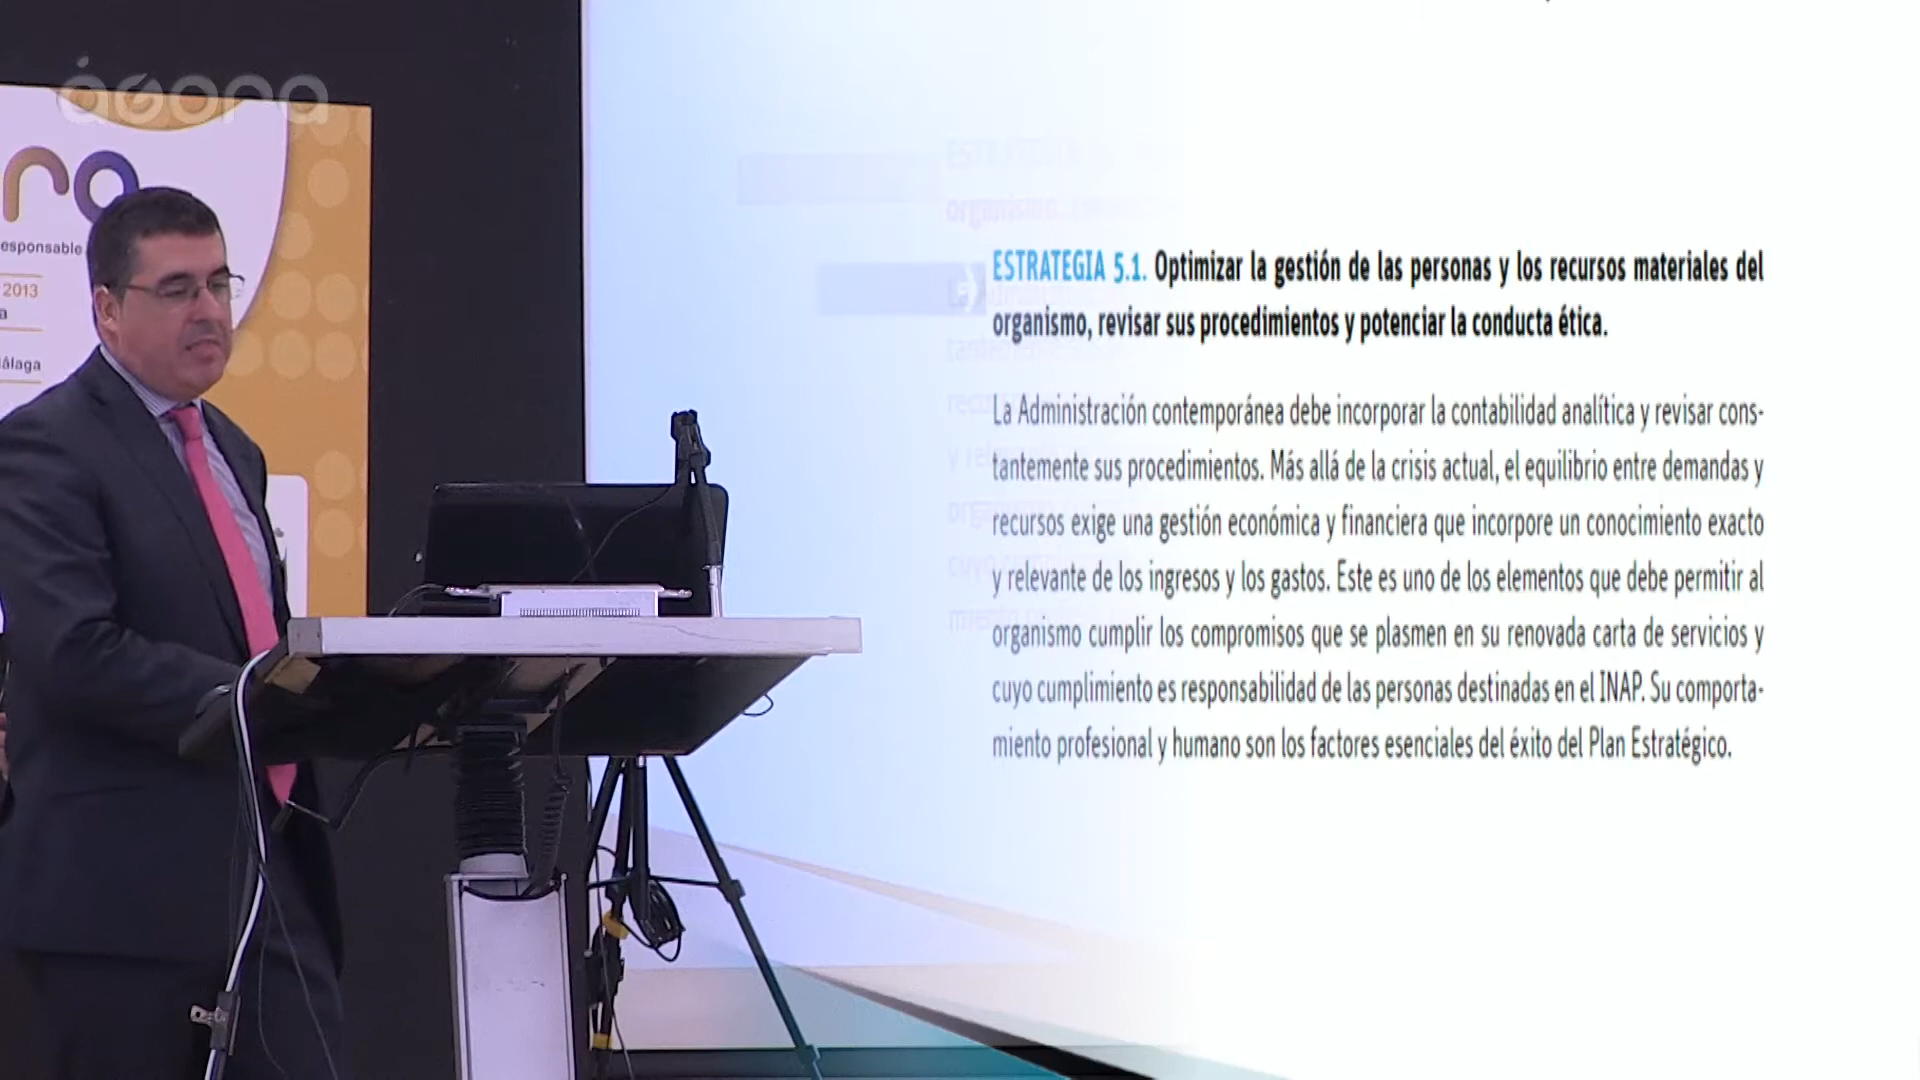 ágora
ro
esponsable
2013
a
álaga
ESTRATEGIA 5.1. Optimizar la gestión de las personas y los recursos materiales del
organismo, revisar sus procedimientos y potenciar la conducta ética.
La Administración contemporánea debe incorporar la contabilidad analítica y revisar cons-
tantemente sus procedimientos. Más allá de la crisis actual, el equilibrio entre demandas y
recursos exige una gestión económica y financiera que incorpore un conocimiento exacto
y relevante de los ingresos y los gastos. Este es uno de los elementos que debe permitir al
organismo cumplir los compromisos que se plasmen en su renovada carta de servicios y
cuyo cumplimiento es responsabilidad de las personas destinadas en el INAP. Su comporta-
miento profesional y humano son los factores esenciales del éxito del Plan Estratégico.